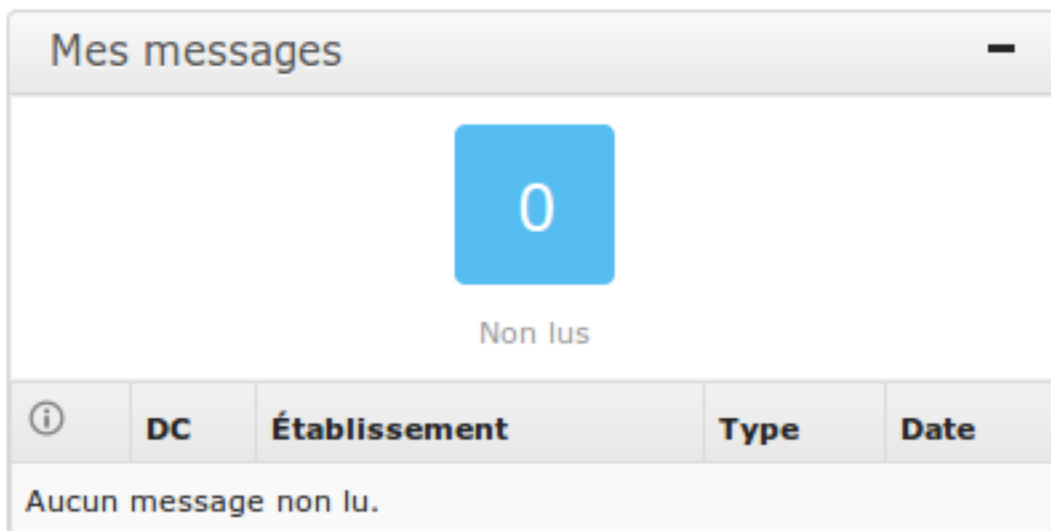 Mes messages
0
Non lus
DC Établissement Type Date
Aucun message non lu.